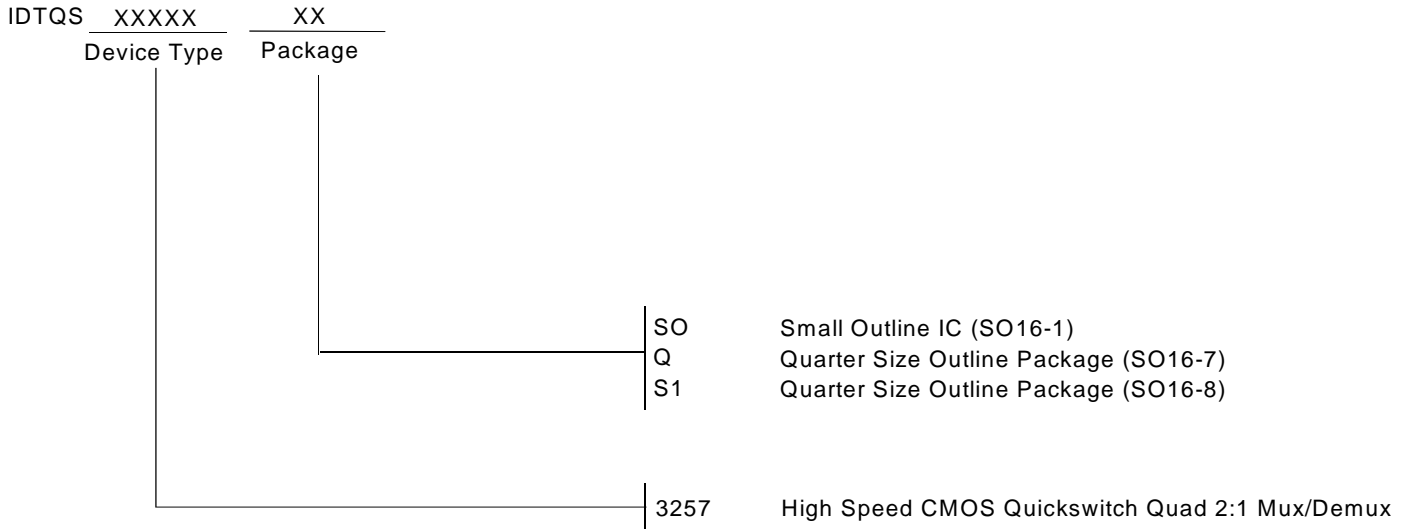 IDTQS XXXXX XX
Device Type Package
SO Small Outline IC (SO16-1)
Q Quarter Size Outline Package (SO16-7)
S1 Quarter Size Outline Package (SO16-8)
3257 High Speed CMOS Quickswitch Quad 2:1 Mux/Demux